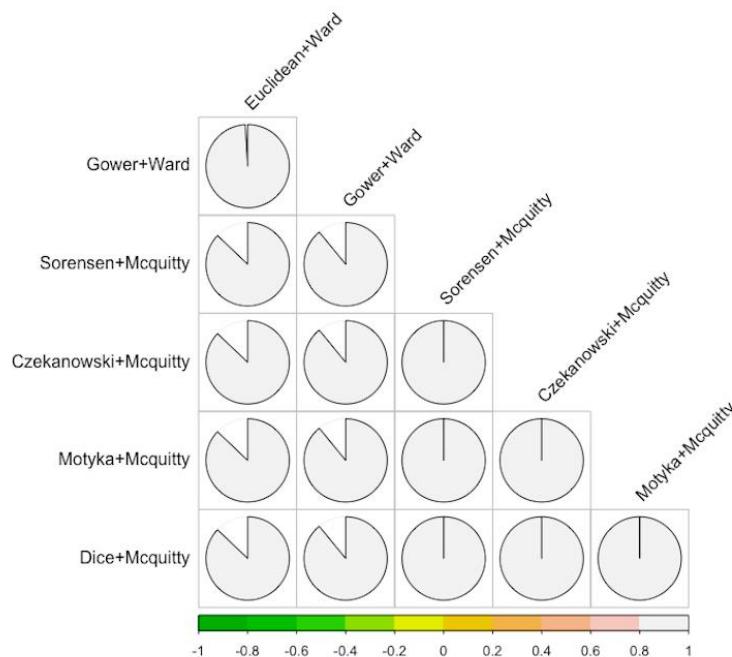 Euclidean+Ward
Gower+Ward
Gower+Ward
Sorensen+Mcquitty
Sorensen+Mcquitty
Czekanowski+Mcquitty
Czekanowski+Mcquitty
Motyka+Mcquitty
Motyka+Mcquitty
Dice+Mcquitty
-1 -0.8 -0.6 -0.4 -0.2 0 0.2 0.4 0.6 0.8 1